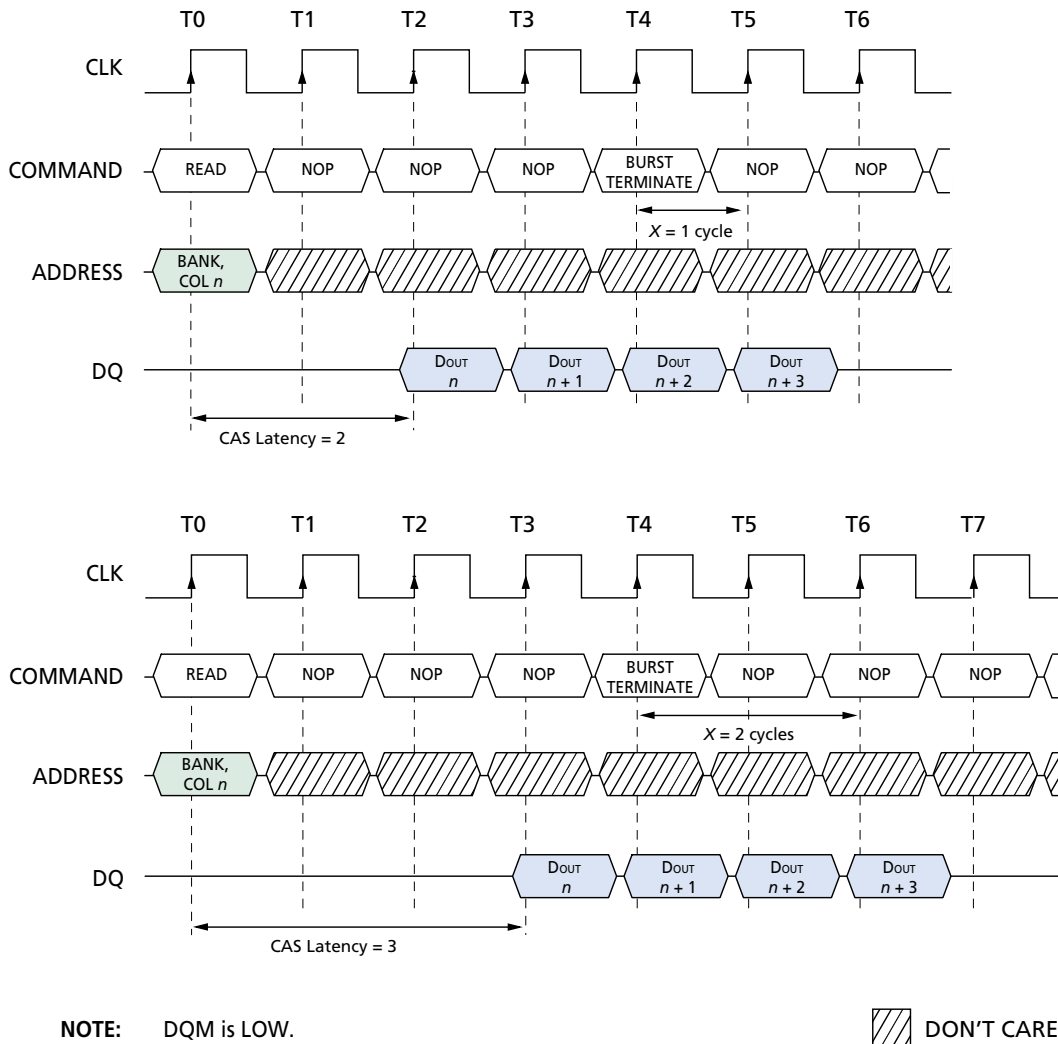 T0 T1 T2 T3 T4 T5 T6
CLK
COMMAND READ NOP NOP NOP BURST TERMINATE NOP NOP
X = 1 cycle
ADDRESS BANK, COL n
DQ DOUT n DOUT n + 1 DOUT n + 2 DOUT n + 3
CAS Latency = 2
T0 T1 T2 T3 T4 T5 T6 T7
CLK
COMMAND READ NOP NOP NOP BURST TERMINATE NOP NOP NOP
X = 2 cycles
ADDRESS BANK, COL n
DQ DOUT n DOUT n + 1 DOUT n + 2 DOUT n + 3
CAS Latency = 3
NOTE: DQM is LOW. DON'T CARE